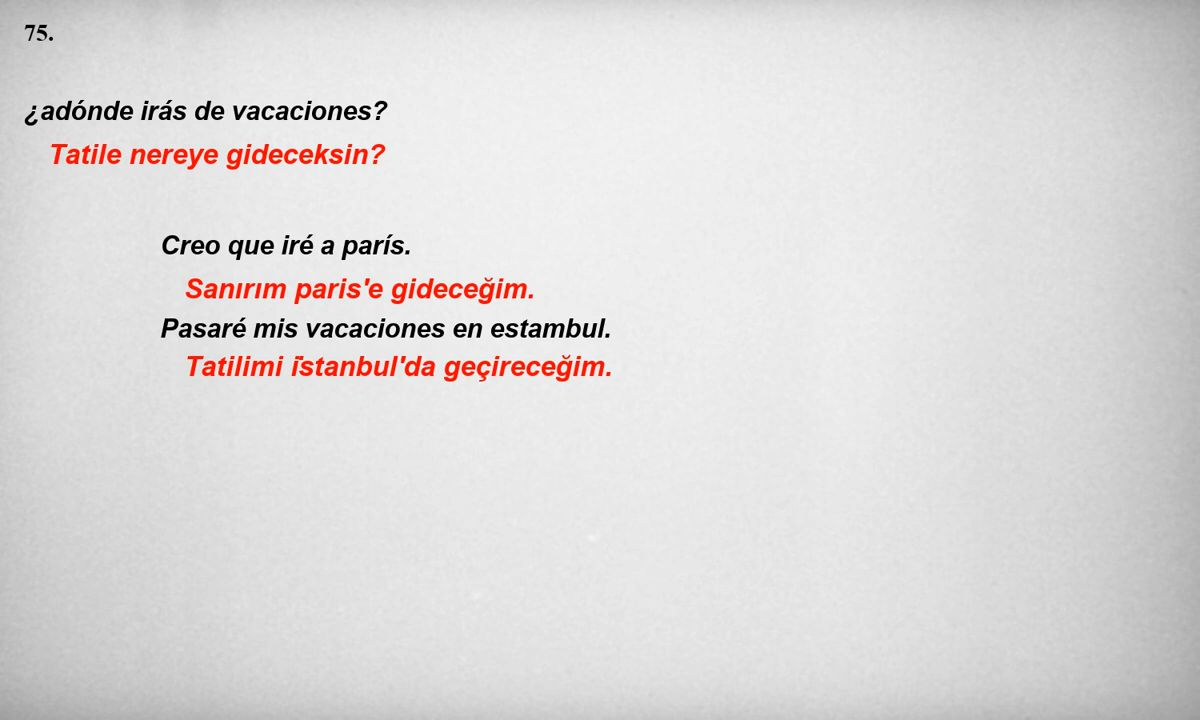 75.
¿adónde irás de vacaciones?
Tatile nereye gideceksin?
Creo que iré a parís.
Sanırım paris'e gideceğim.
Pasaré mis vacaciones en estambul.
Tatilimi i̇stanbul'da geçireceğim.